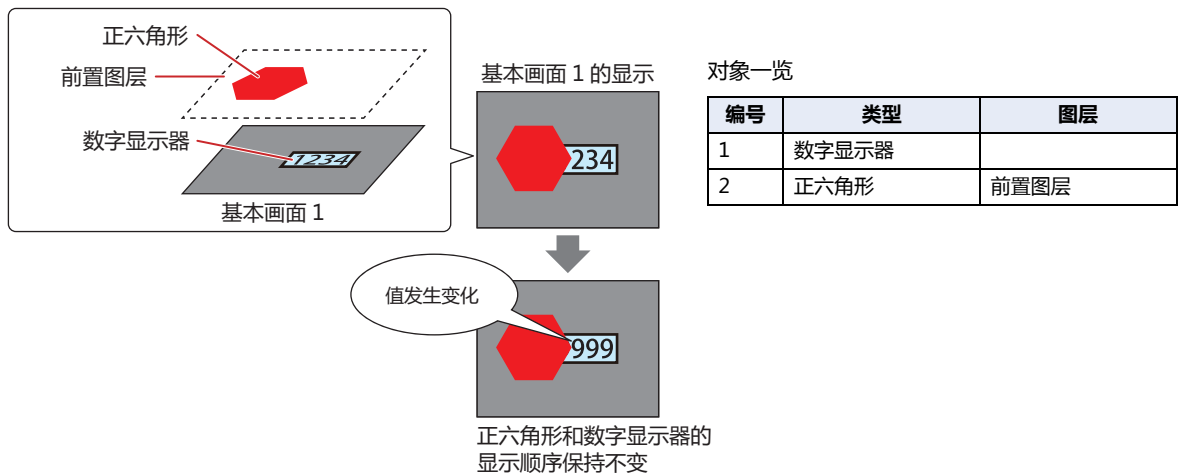 正六角形
前置图层
数字显示器
1234
基本画面 1
基本画面 1 的显示
234
值发生变化
999
正六角形和数字显示器的
显示顺序保持不变
对象一览
编号 类型 图层
1 数字显示器
2 正六角形 前置图层